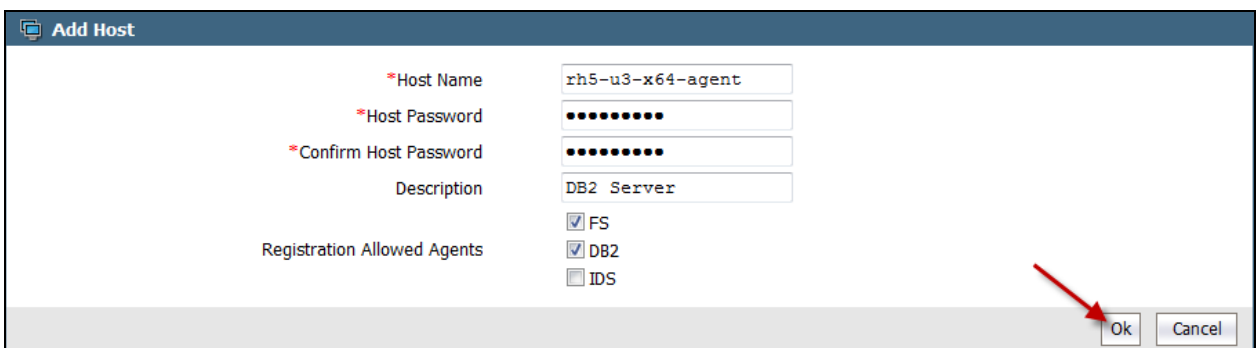 Add Host
*Host Name rh5-u3-x64-agent
*Host Password •••••••••
*Confirm Host Password •••••••••
Description DB2 Server
FS
Registration Allowed Agents DB2
IDS
Ok Cancel